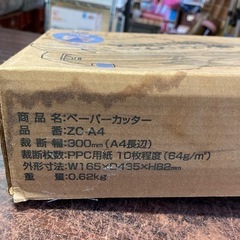 商品名:ペーパーカッター
品番:ZC-A4
裁断幅:300mm(A4長辺)
裁断枚数:PPC用紙 10枚程度(64g/m²)
外形寸法:W165×D435×H82mm
重量:0.62kg